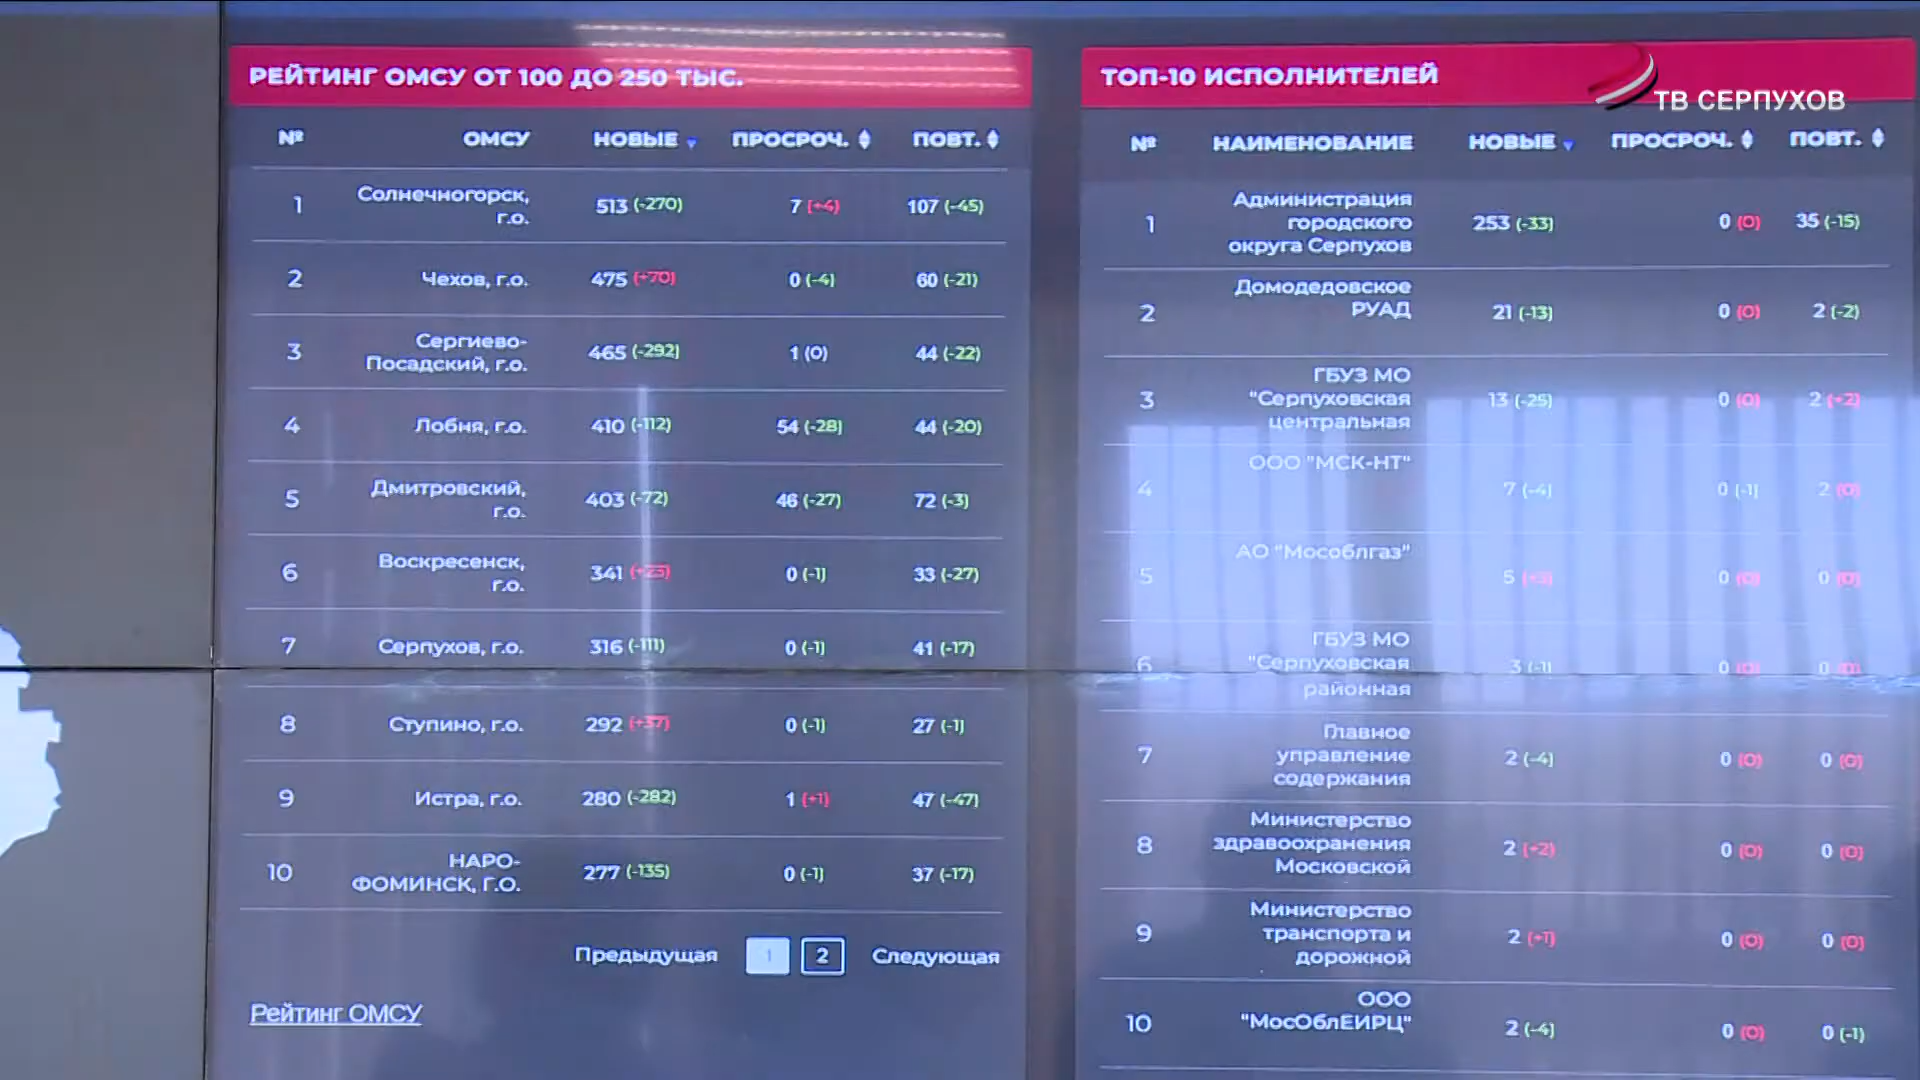 РЕЙТИНГ ОМСУ ОТ 100 ДО 250 ТЫС.
№ ОМСУ НОВЫЕ ПРОСРОЧ. ПОВТ.
1 Солнечногорск, г.о. 513 (-270) 7 (+4) 107 (-45)
2 Чехов, г.о. 475 (+70) 0 (-4) 60 (-21)
3 Сергиево-Посадский, г.о. 465 (-292) 1 (0) 44 (-22)
4 Лобня, г.о. 410 (-112) 54 (-28) 44 (-20)
5 Дмитровский, г.о. 403 (-72) 46 (-27) 72 (-3)
6 Воскресенск, г.о. 341 (+23) 0 (-1) 33 (-27)
7 Серпухов, г.о. 316 (-111) 0 (-1) 41 (-17)
8 Ступино, г.о. 292 (+37) 0 (-1) 27 (-1)
9 Истра, г.о. 280 (-282) 1 (+1) 47 (-47)
10 НАРО-ФОМИНСК, Г.О. 277 (-135) 0 (-1) 37 (-17)
Предыдущая 1 2 Следующая
Рейтинг ОМСУ
ТОП-10 ИСПОЛНИТЕЛЕЙ
ТВ СЕРПУХОВ
№ НАИМЕНОВАНИЕ НОВЫЕ ПРОСРОЧ. ПОВТ.
1 Администрация городского округа Серпухов 253 (-33) 0 (0) 35 (-15)
2 Домодедовское РУАД 21 (-13) 0 (0) 2 (-2)
3 ГБУЗ МО "Серпуховская центральная 13 (-25) 0 (0) 2 (+2)
4 ООО "МСК-НТ" 7 (-4) 0 (-1) 2 (0)
5 АО "Мособлгаз" 5 (+3) 0 (0) 0 (0)
6 ГБУЗ МО "Серпуховская районная 3 (-1) 0 (0) 0 (0)
7 Главное управление содержания 2 (-4) 0 (0) 0 (0)
8 Министерство здравоохранения Московской 2 (+2) 0 (0) 0 (0)
9 Министерство транспорта и дорожной 2 (+1) 0 (0) 0 (0)
10 ООО "МосОблЕИРЦ" 2 (-4) 0 (0) 0 (-1)